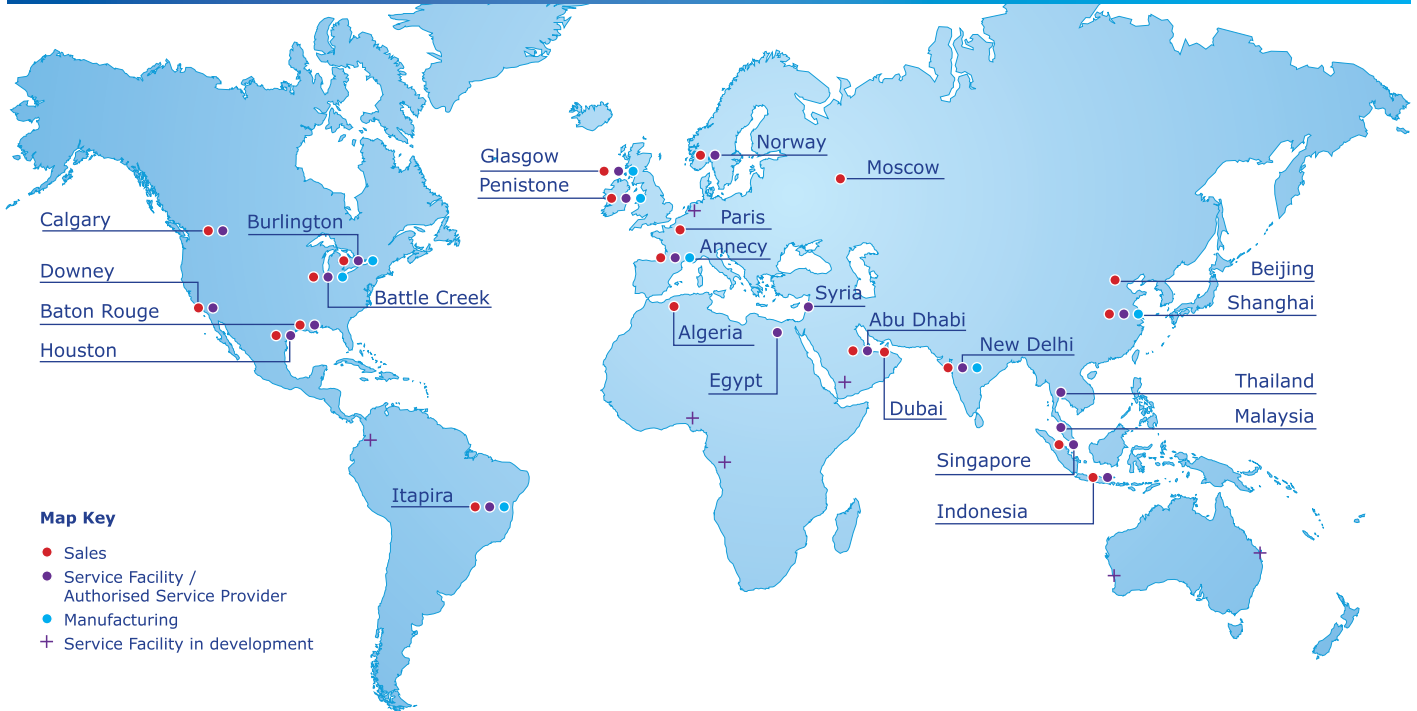 Glasgow
Penistone
Norway
Moscow
Paris
Annecy
Calgary
Burlington
Downey
Battle Creek
Baton Rouge
Houston
Syria
Algeria
Abu Dhabi
Egypt
New Delhi
Dubai
Beijing
Shanghai
Thailand
Malaysia
Singapore
Indonesia
Itapira
Map Key
Sales
Service Facility /
Authorised Service Provider
Manufacturing
Service Facility in development